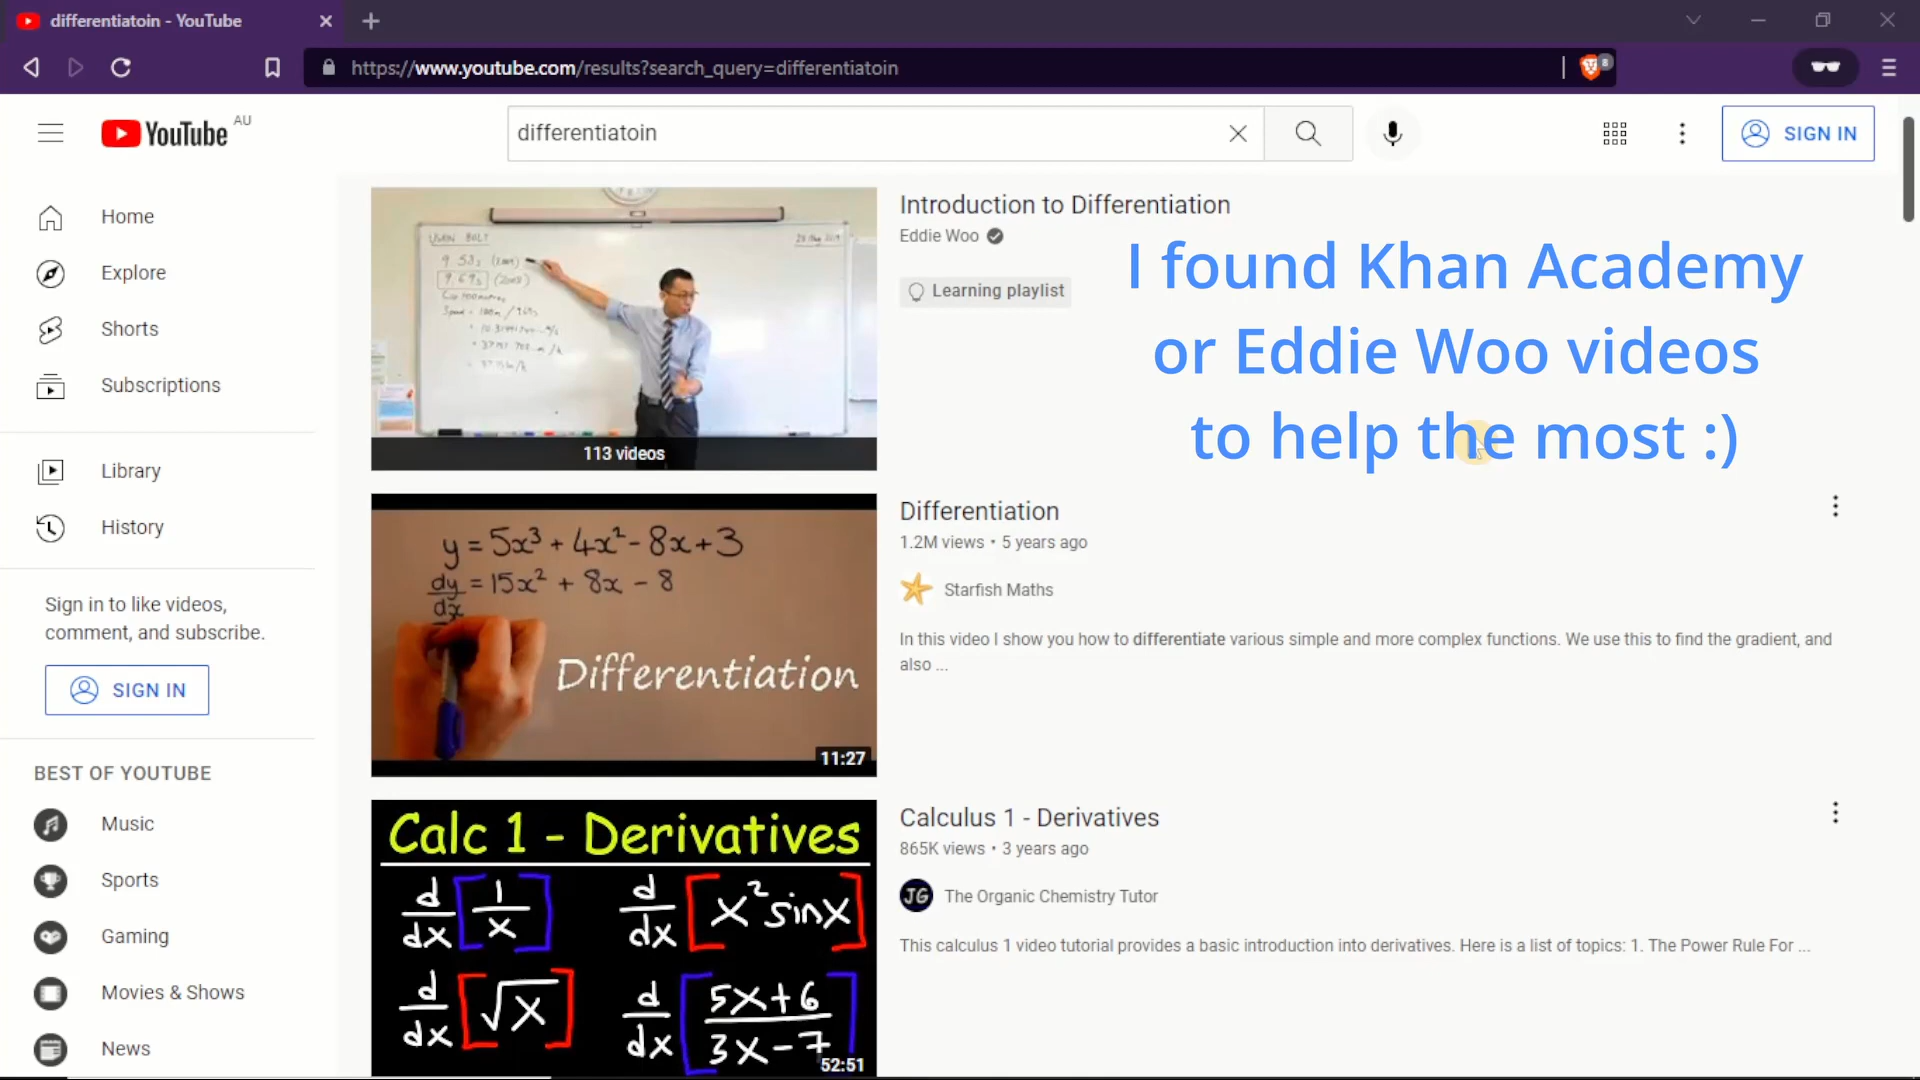 differentiatoin - YouTube
https://www.youtube.com/results?search_query=differentiatoin
8
YouTube AU
differentiatoin
SIGN IN
Home
Explore
Shorts
Subscriptions
Library
History
Sign in to like videos,
comment, and subscribe.
SIGN IN
BEST OF YOUTUBE
Music
Sports
Gaming
Movies & Shows
News
USAIN BOLT
113 videos
Introduction to Differentiation
Eddie Woo
Learning playlist
I found Khan Academy
or Eddie Woo videos
to help the most :)
y = 5x³ + 4x² - 8x + 3
dy/dx = 15x² + 8x - 8
Differentiation
11:27
Differentiation
1.2M views • 5 years ago
Starfish Maths
In this video I show you how to differentiate various simple and more complex functions. We use this to find the gradient, and
also ...
Calc 1 - Derivatives
d/dx [1/x] d/dx [x² sinx]
d/dx [√x] d/dx [5x+6/3x-7]
52:51
Calculus 1 - Derivatives
865K views • 3 years ago
JG The Organic Chemistry Tutor
This calculus 1 video tutorial provides a basic introduction into derivatives. Here is a list of topics: 1. The Power Rule For ...